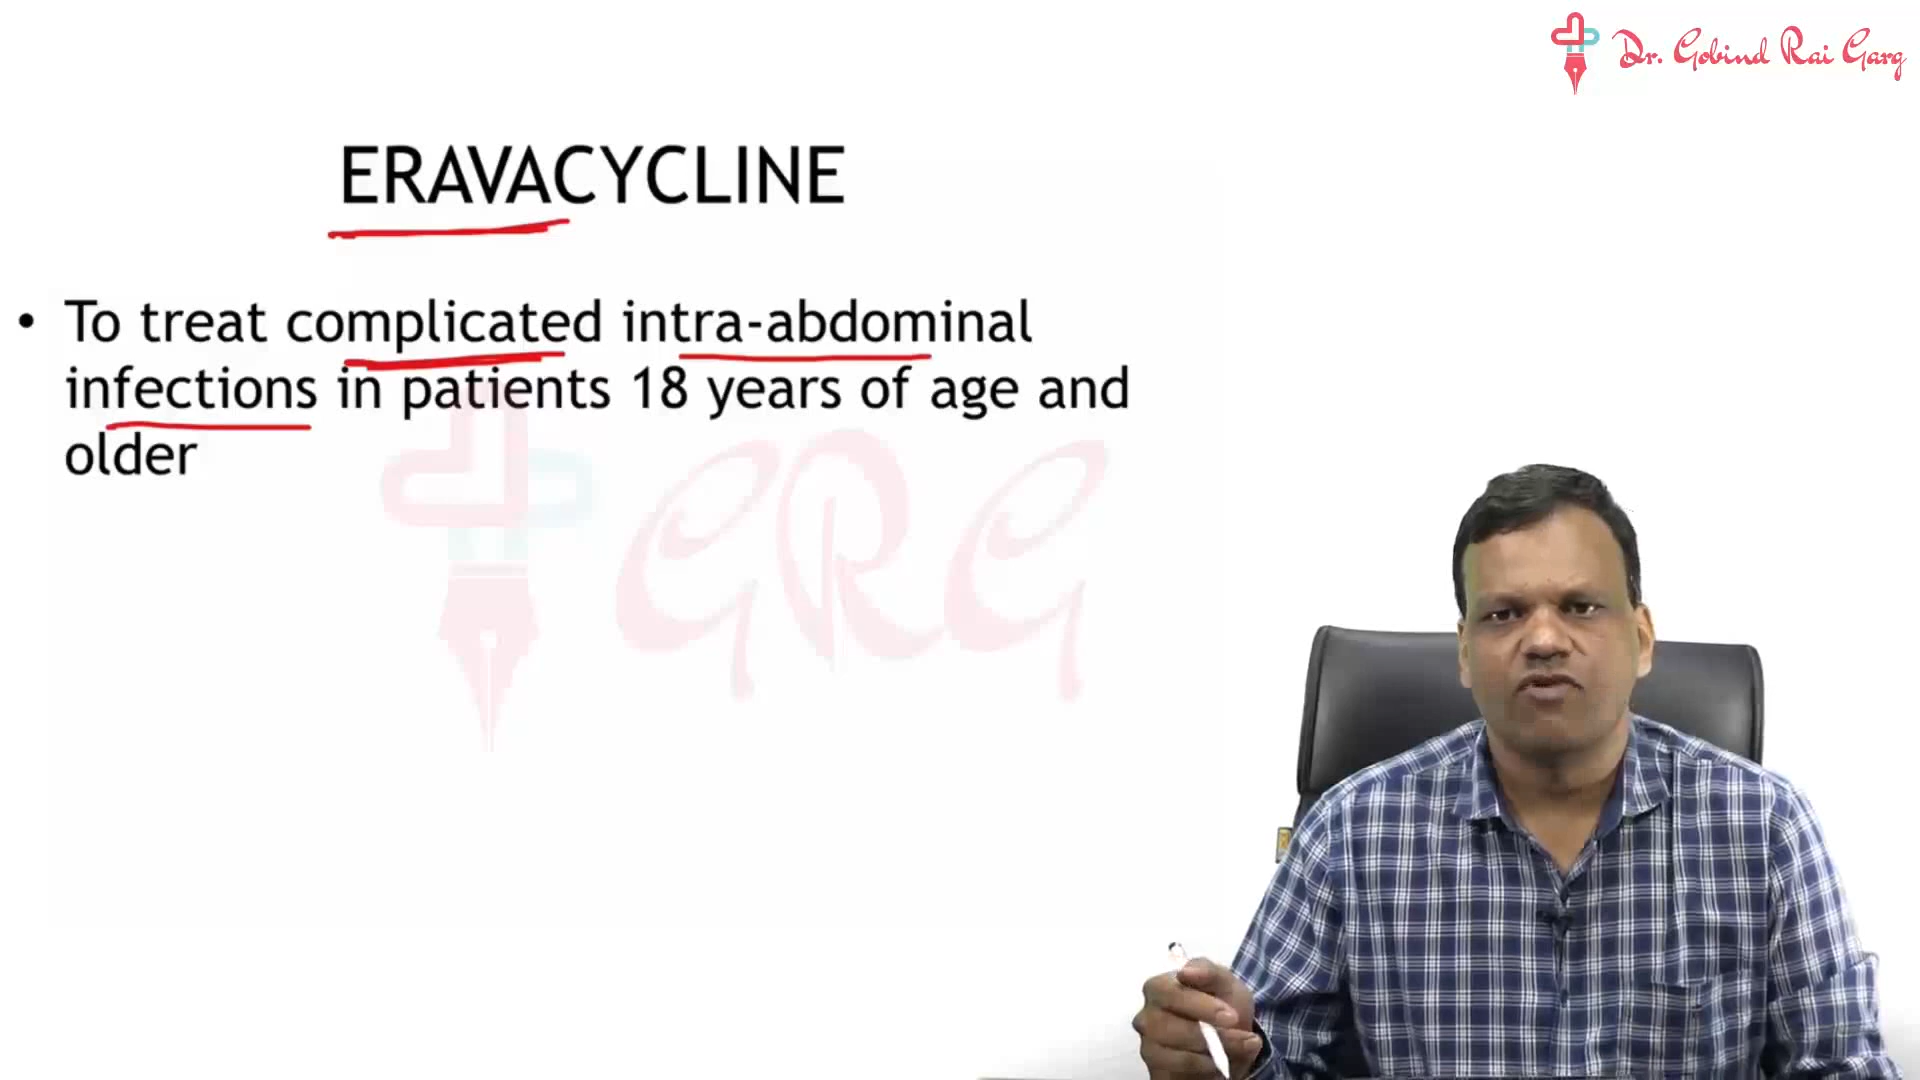 Dr. Gobind Rai Garg
ERAVACYCLINE
• To treat complicated intra-abdominal
infections in patients 18 years of age and
older
GRG